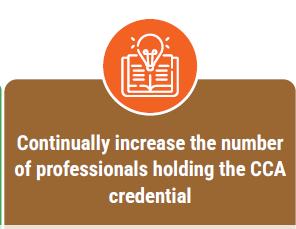 Continually increase the number
of professionals holding the CCA
credential